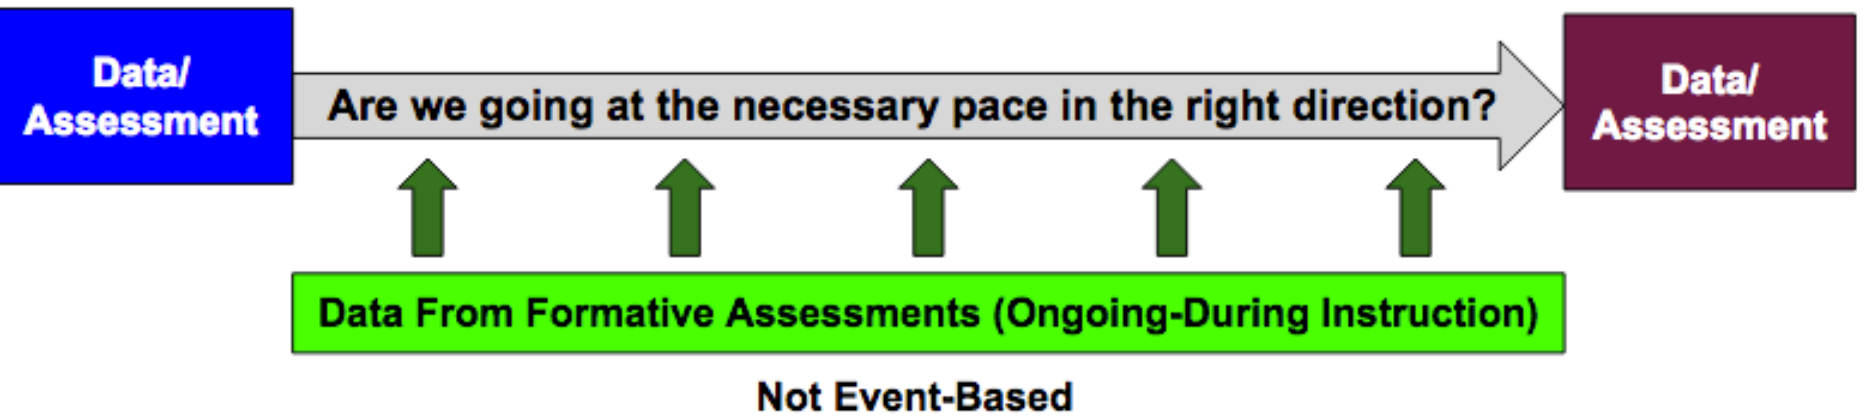 Data/
Assessment
Are we going at the necessary pace in the right direction?
Data/
Assessment
Data From Formative Assessments (Ongoing-During Instruction)
Not Event-Based